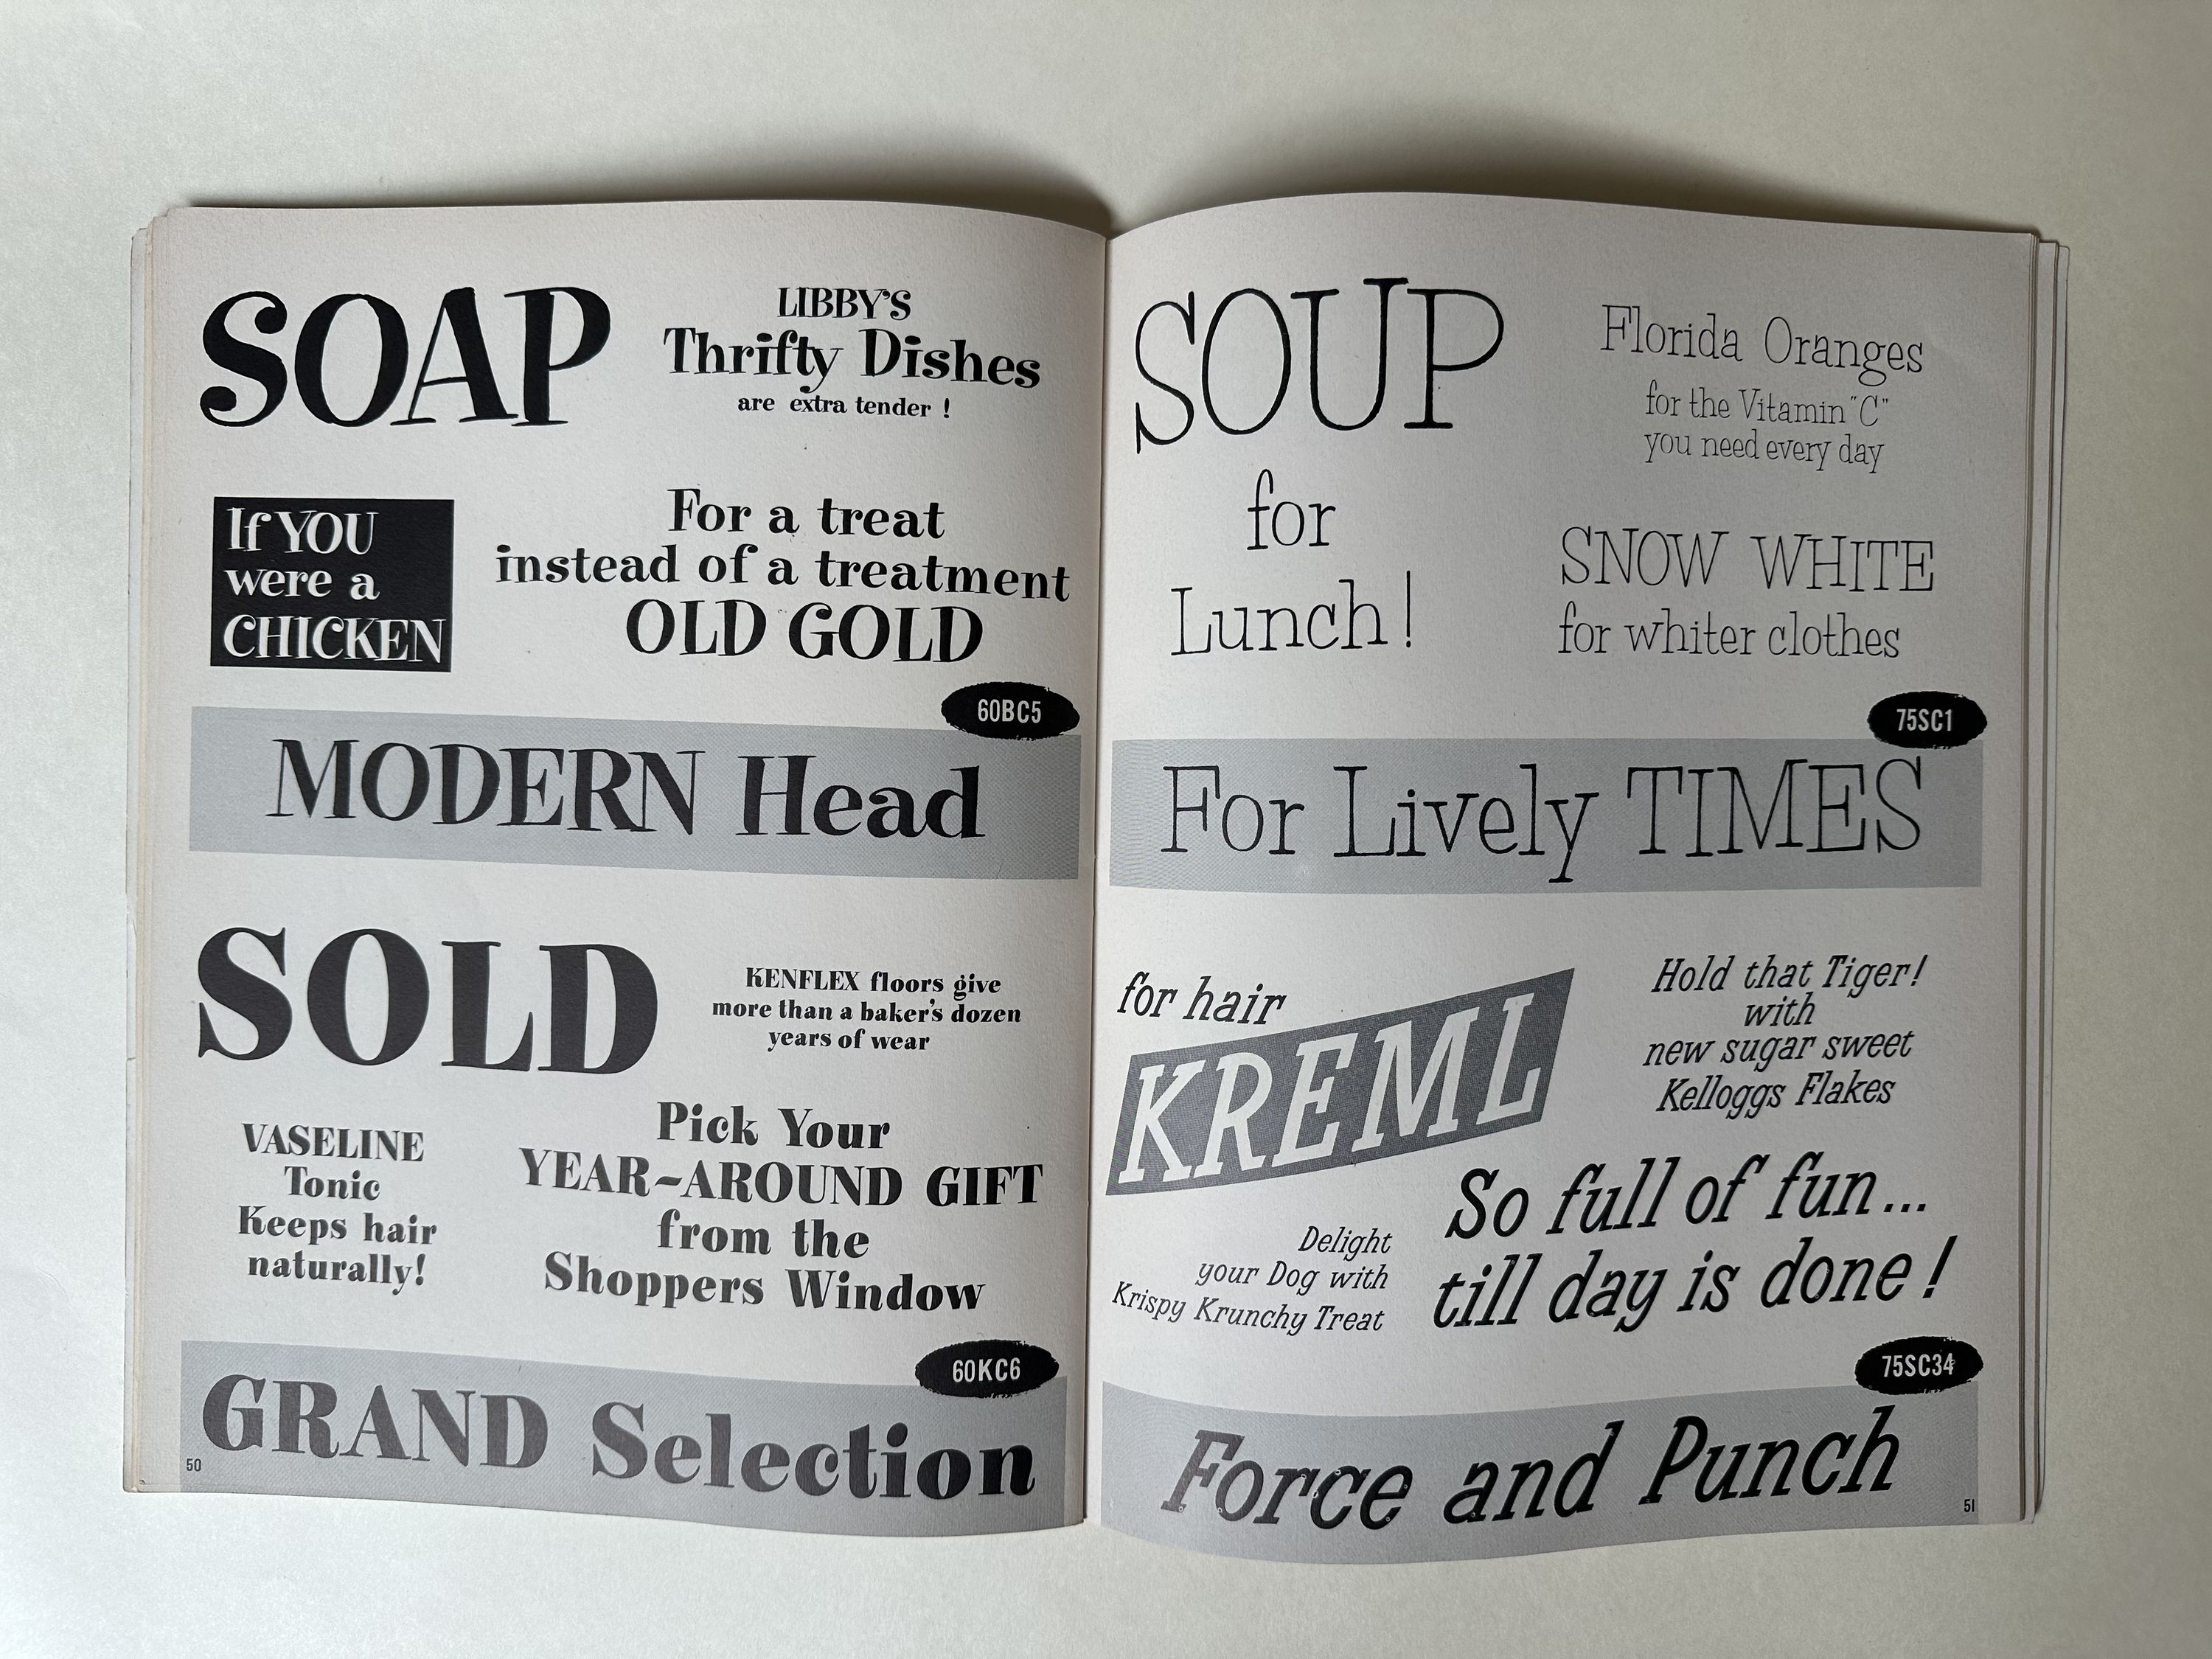 SOAP
LIBBY'S
Thrifty Dishes
are extra tender !
If YOU
were a
CHICKEN
For a treat
instead of a treatment
OLD GOLD
60BC5
MODERN Head
SOLD
KENFLEX floors give
more than a baker's dozen
years of wear
VASELINE
Tonic
Keeps hair
naturally!
Pick Your
YEAR-AROUND GIFT
from the
Shoppers Window
60KC6
GRAND Selection
50
SOUP
for
Lunch!
Florida Oranges
for the Vitamin "C"
you need every day
SNOW WHITE
for whiter clothes
75SC1
For Lively TIMES
for hair
KREML
Hold that Tiger!
with
new sugar sweet
Kelloggs Flakes
So full of fun...
till day is done!
Delight
your Dog with
Krispy Krunchy Treat
75SC34
Force and Punch
51